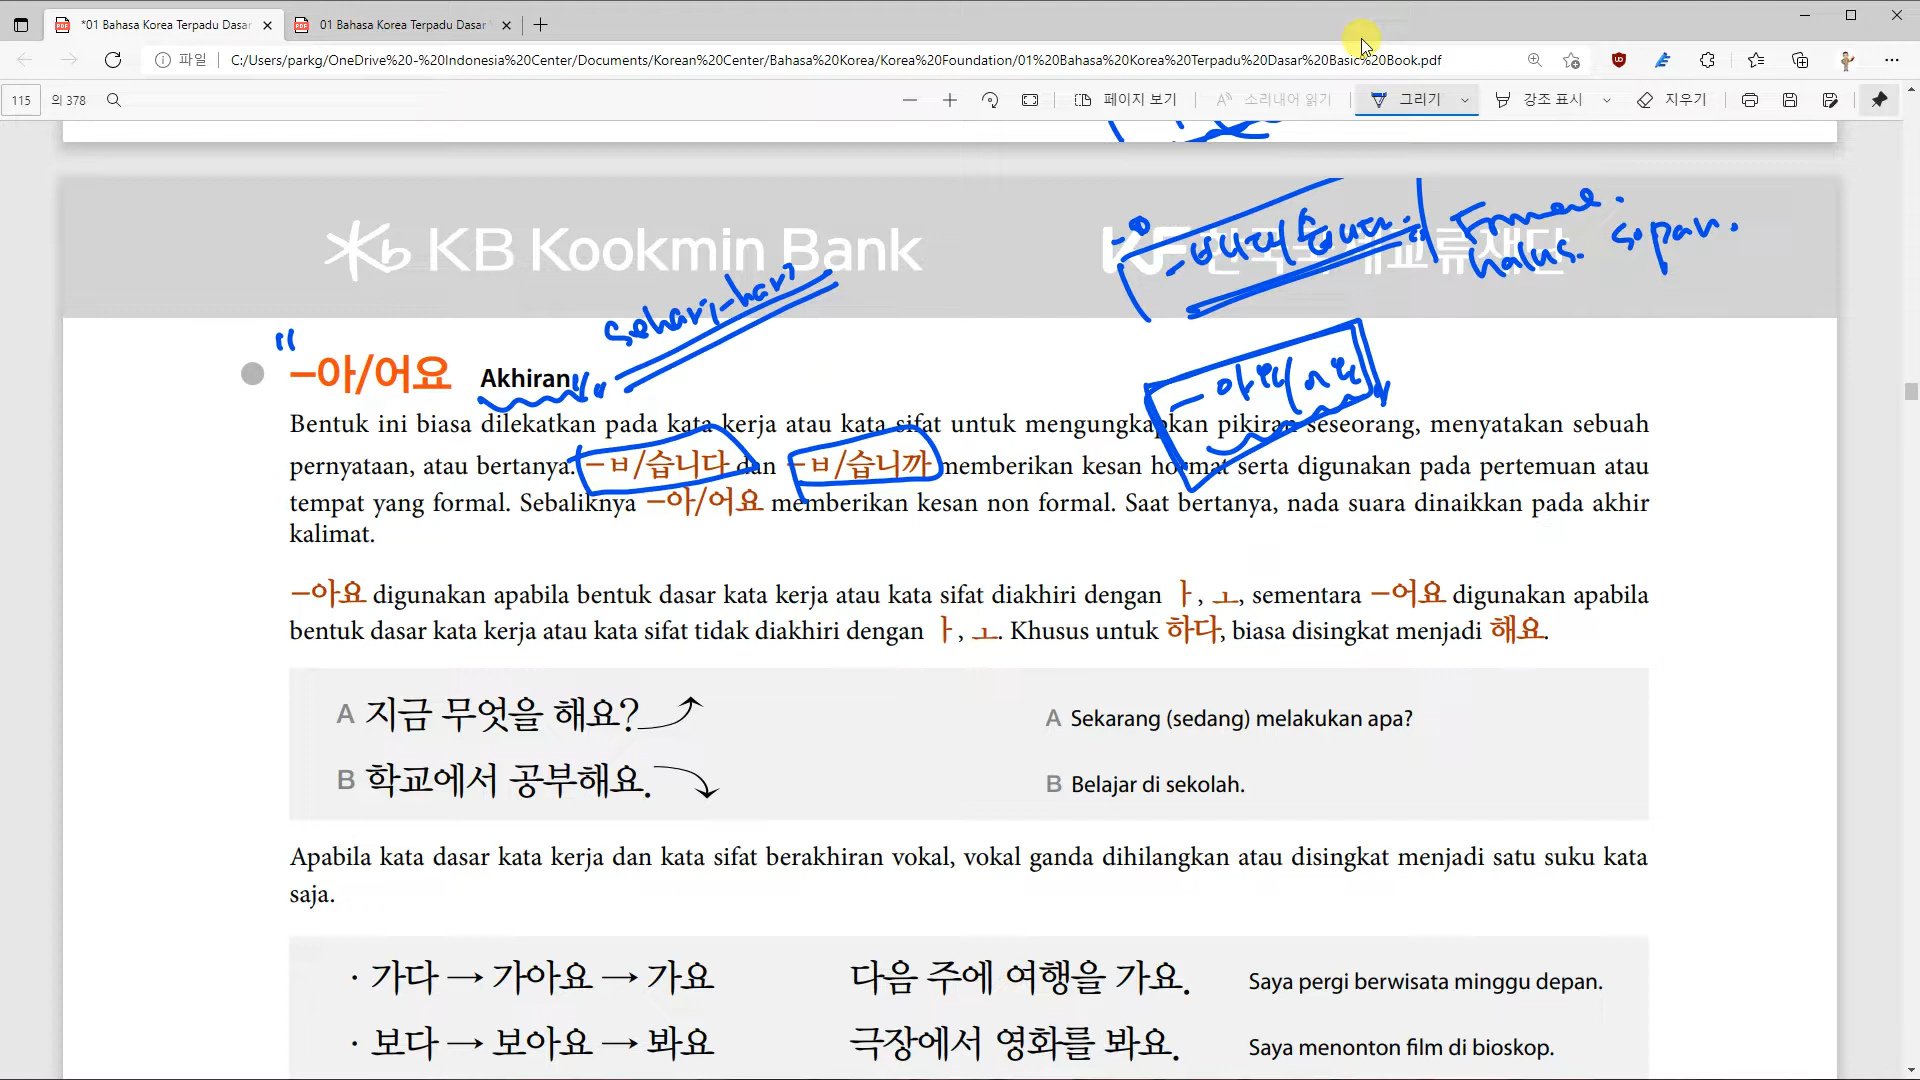 *01 Bahasa Korea Terpadu Dasar
01 Bahasa Korea Terpadu Dasar
파일 C:/Users/parkg/OneDrive%20-%20Indonesia%20Center/Documents/Korean%20Center/Bahasa%20Korea/Korea%20Foundation/01%20Bahasa%20Korea%20Terpadu%20Dasar%20Basic%20Book.pdf
115 의 378 페이지 보기 소리내어 읽기 그리기 강조 표시 지우기
KB Kookmin Bank
-ㅂ니다/습니다. Formal.
halus. sopan.
sehari-hari
"-아/어요 Akhiran"
-아요/어요
Bentuk ini biasa dilekatkan pada kata kerja atau kata sifat untuk mengungkapkan pikiran seseorang, menyatakan sebuah
pernyataan, atau bertanya. -ㅂ/습니다 dan -ㅂ/습니까 memberikan kesan hormat serta digunakan pada pertemuan atau
tempat yang formal. Sebaliknya -아/어요 memberikan kesan non formal. Saat bertanya, nada suara dinaikkan pada akhir
kalimat.
-아요 digunakan apabila bentuk dasar kata kerja atau kata sifat diakhiri dengan ㅏ, ㅗ, sementara -어요 digunakan apabila
bentuk dasar kata kerja atau kata sifat tidak diakhiri dengan ㅏ, ㅗ. Khusus untuk 하다, biasa disingkat menjadi 해요.
A 지금 무엇을 해요? A Sekarang (sedang) melakukan apa?
B 학교에서 공부해요. B Belajar di sekolah.
Apabila kata dasar kata kerja dan kata sifat berakhiran vokal, vokal ganda dihilangkan atau disingkat menjadi satu suku kata
saja.
· 가다 → 가아요 → 가요 다음 주에 여행을 가요. Saya pergi berwisata minggu depan.
· 보다 → 보아요 → 봐요 극장에서 영화를 봐요. Saya menonton film di bioskop.